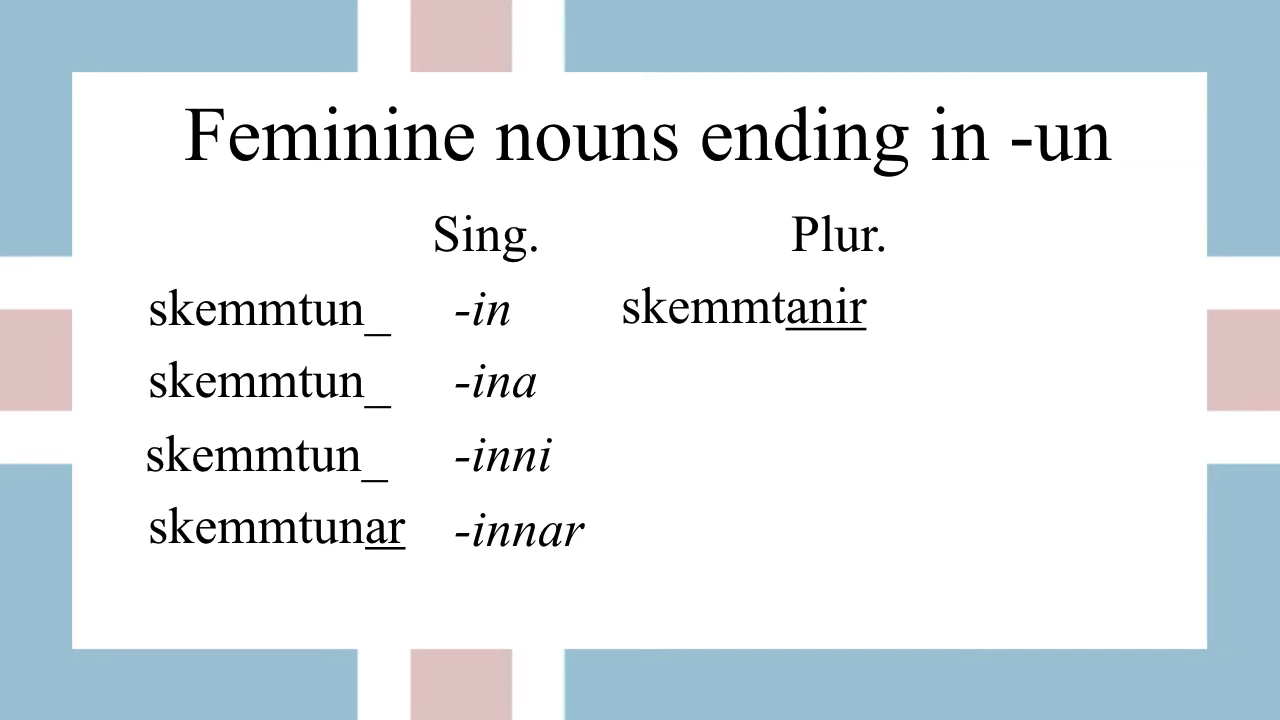 Feminine nouns ending in -un
Sing. Plur.
skemmtun_ -in skemmtanir
skemmtun_ -ina
skemmtun_ -inni
skemmtunar -innar